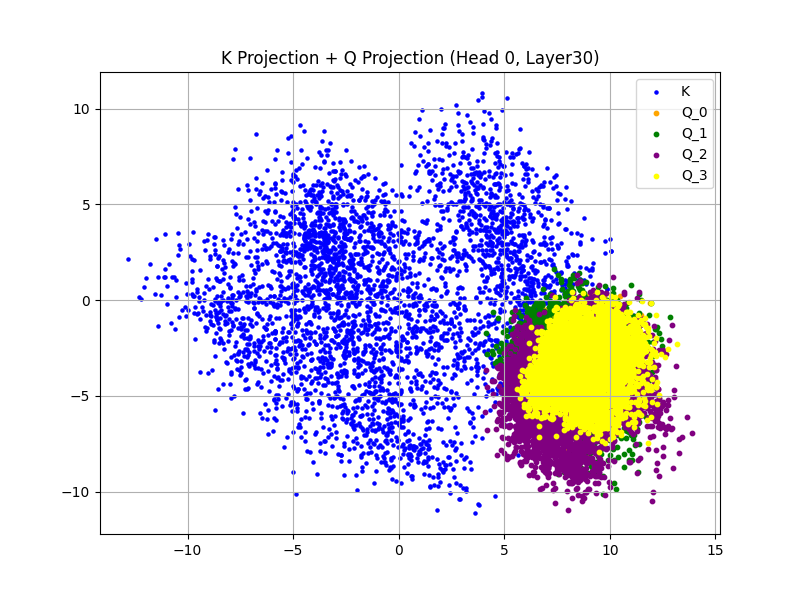 K Projection + Q Projection (Head 0, Layer30)
K
Q_0
Q_1
Q_2
Q_3
10
5
0
−5
−10
−10
−5
0
5
10
15